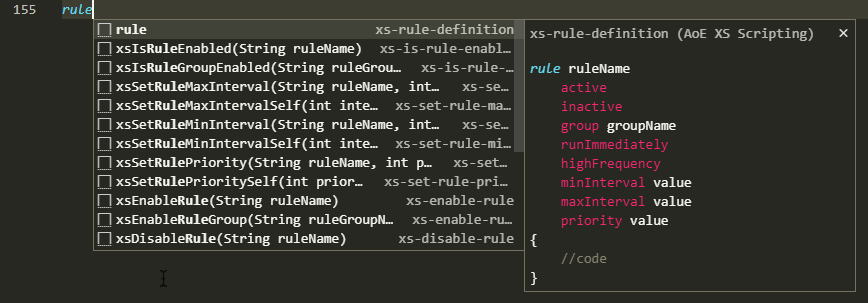 155 rule
rule xs-rule-definition
xsIsRuleEnabled(String ruleName) xs-is-rule-enabl…
xsIsRuleGroupEnabled(String ruleGrou… xs-is-rule-…
xsSetRuleMaxInterval(String ruleName, int… xs-se…
xsSetRuleMaxIntervalSelf(int inte… xs-set-rule-ma…
xsSetRuleMinInterval(String ruleName, int… xs-se…
xsSetRuleMinIntervalSelf(int inte… xs-set-rule-mi…
xsSetRulePriority(String ruleName, int p… xs-set…
xsSetRulePrioritySelf(int prior… xs-set-rule-pri…
xsEnableRule(String ruleName) xs-enable-rule
xsEnableRuleGroup(String ruleGroupN… xs-enable-ru…
xsDisableRule(String ruleName) xs-disable-rule
xs-rule-definition (AoE XS Scripting)
rule ruleName
active
inactive
group groupName
runImmediately
highFrequency
minInterval value
maxInterval value
priority value
{
//code
}